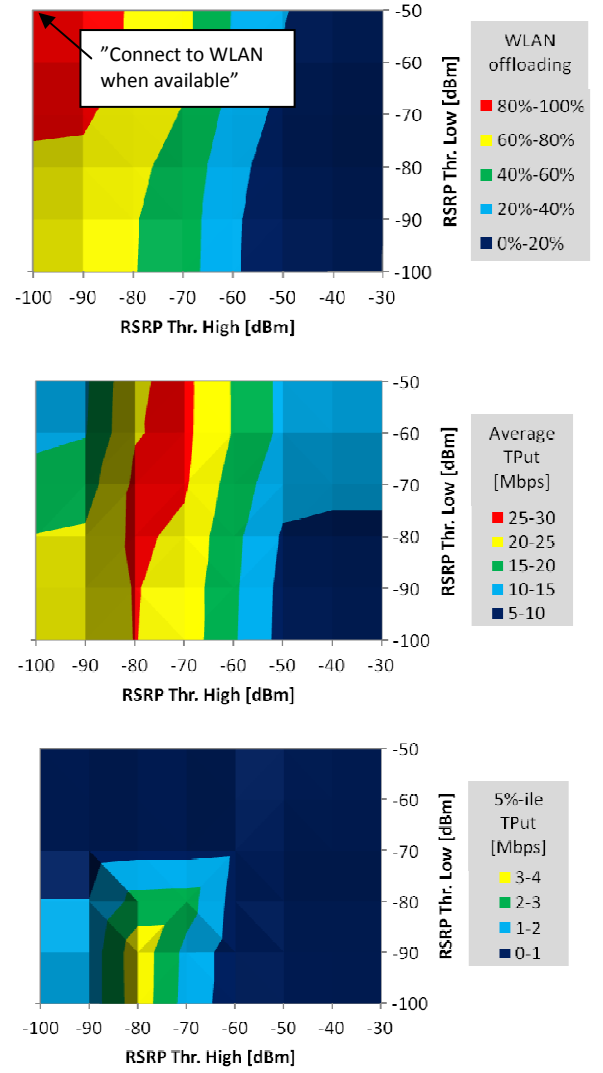 ”Connect to WLAN
when available”
-50
-60
-70
-80
-90
-100
RSRP Thr. Low [dBm]
-100 -90 -80 -70 -60 -50 -40 -30
RSRP Thr. High [dBm]
WLAN
offloading
80%-100%
60%-80%
40%-60%
20%-40%
0%-20%
-50
-60
-70
-80
-90
-100
RSRP Thr. Low [dBm]
-100 -90 -80 -70 -60 -50 -40 -30
RSRP Thr. High [dBm]
Average
TPut
[Mbps]
25-30
20-25
15-20
10-15
5-10
-50
-60
-70
-80
-90
-100
RSRP Thr. Low [dBm]
-100 -90 -80 -70 -60 -50 -40 -30
RSRP Thr. High [dBm]
5%-ile
TPut
[Mbps]
3-4
2-3
1-2
0-1